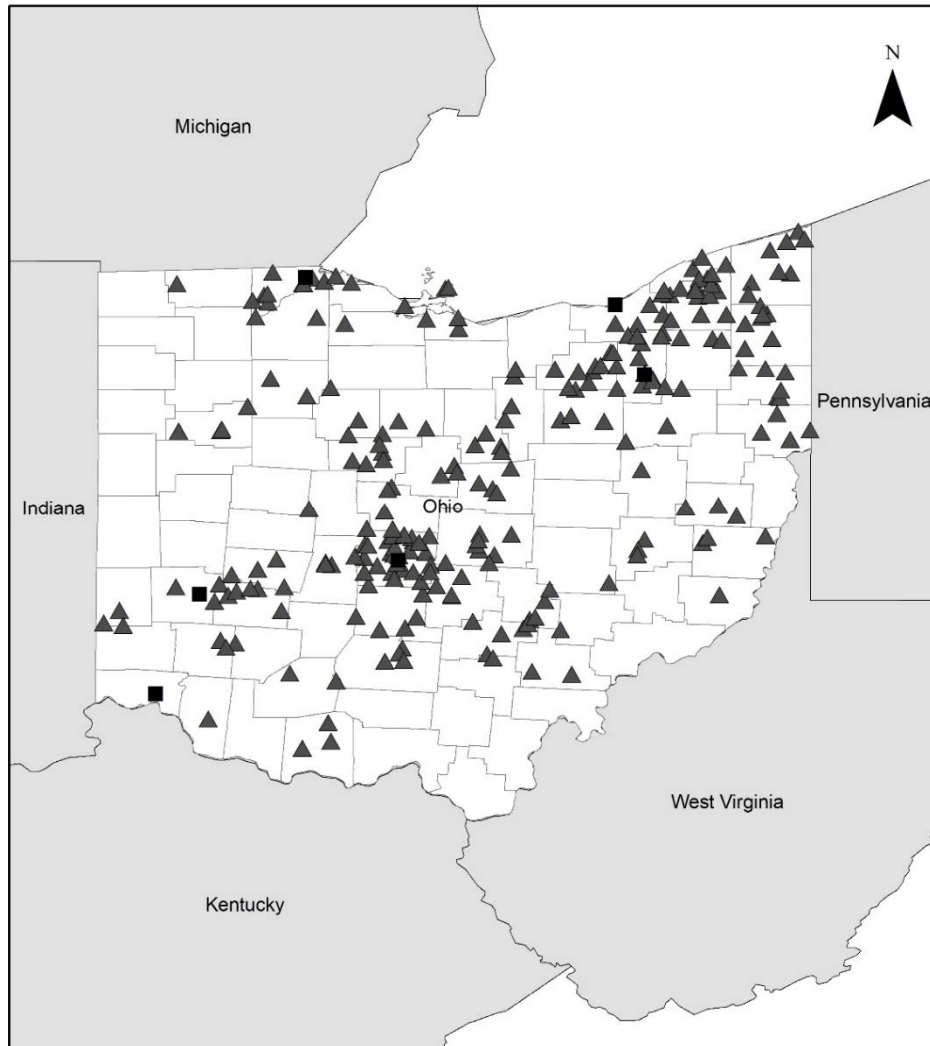 N
Michigan
Pennsylvania
Indiana
Ohio
West Virginia
Kentucky